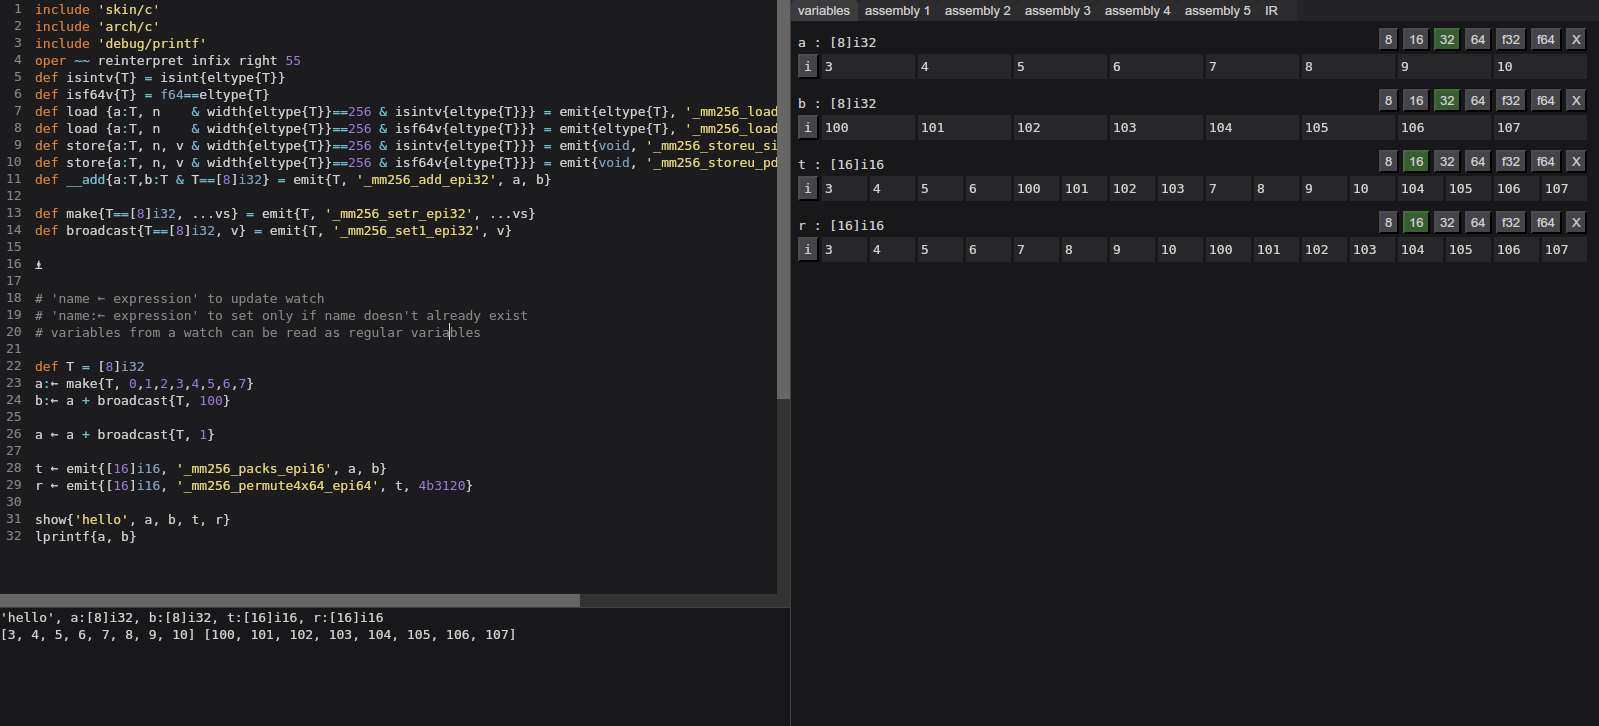 1 include 'skin/c'
2 include 'arch/c'
3 include 'debug/printf'
4 oper ~~ reinterpret infix right 55
5 def isintv{T} = isint{eltype{T}}
6 def isf64v{T} = f64==eltype{T}
7 def load {a:T, n    & width{eltype{T}}==256 & isintv{eltype{T}}} = emit{eltype{T}, '_mm256_load
8 def load {a:T, n    & width{eltype{T}}==256 & isf64v{eltype{T}}} = emit{eltype{T}, '_mm256_load
9 def store{a:T, n, v & width{eltype{T}}==256 & isintv{eltype{T}}} = emit{void, '_mm256_storeu_si
10 def store{a:T, n, v & width{eltype{T}}==256 & isf64v{eltype{T}}} = emit{void, '_mm256_storeu_pd
11 def __add{a:T,b:T & T==[8]i32} = emit{T, '_mm256_add_epi32', a, b}
12
13 def make{T==[8]i32, ...vs} = emit{T, '_mm256_setr_epi32', ...vs}
14 def broadcast{T==[8]i32, v} = emit{T, '_mm256_set1_epi32', v}
15
16
17
18 # 'name ← expression' to update watch
19 # 'name:← expression' to set only if name doesn't already exist
20 # variables from a watch can be read as regular variables
21
22 def T = [8]i32
23 a:← make{T, 0,1,2,3,4,5,6,7}
24 b:← a + broadcast{T, 100}
25
26 a ← a + broadcast{T, 1}
27
28 t ← emit{[16]i16, '_mm256_packs_epi16', a, b}
29 r ← emit{[16]i16, '_mm256_permute4x64_epi64', t, 4b3120}
30
31 show{'hello', a, b, t, r}
32 lprintf{a, b}
'hello', a:[8]i32, b:[8]i32, t:[16]i16, r:[16]i16
[3, 4, 5, 6, 7, 8, 9, 10] [100, 101, 102, 103, 104, 105, 106, 107]
variables assembly 1 assembly 2 assembly 3 assembly 4 assembly 5 IR
a : [8]i32 8 16 32 64 f32 f64 X
i 3 4 5 6 7 8 9 10
b : [8]i32 8 16 32 64 f32 f64 X
i 100 101 102 103 104 105 106 107
t : [16]i16 8 16 32 64 f32 f64 X
i 3 4 5 6 100 101 102 103 7 8 9 10 104 105 106 107
r : [16]i16 8 16 32 64 f32 f64 X
i 3 4 5 6 7 8 9 10 100 101 102 103 104 105 106 107